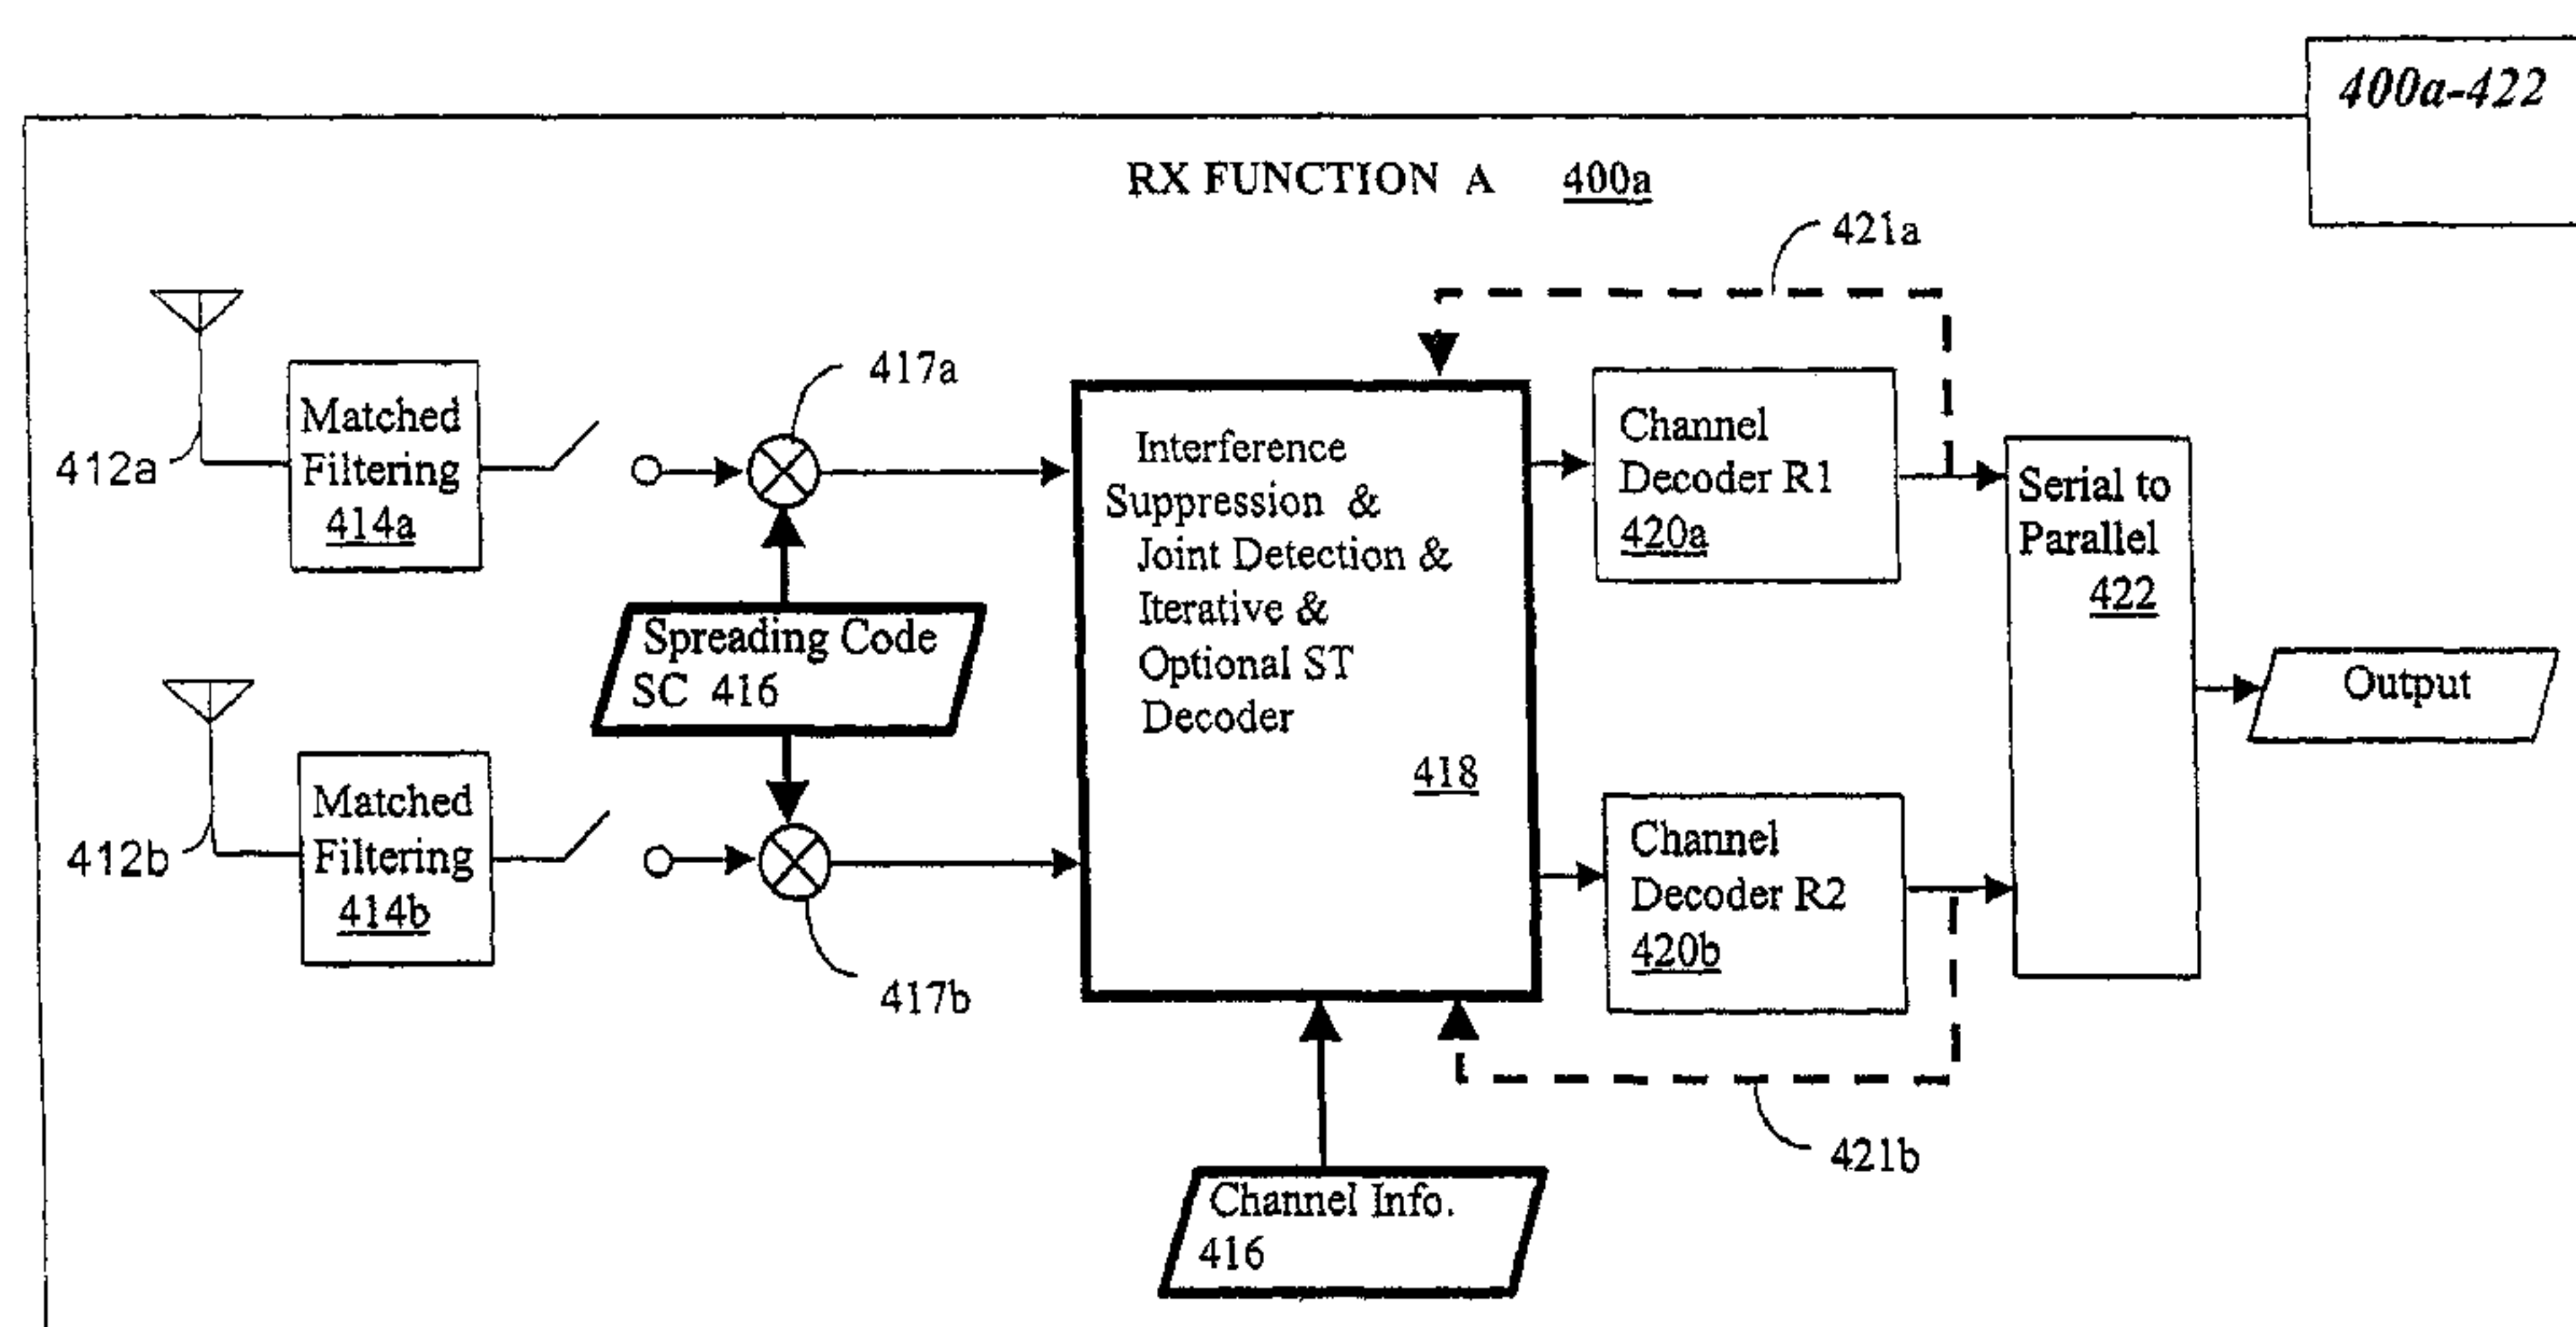 400a-422
RX FUNCTION A 400a
421a
417a
412a
Matched
Filtering
414a
Spreading Code
SC 416
Interference
Suppression &
Joint Detection &
Iterative &
Optional ST
Decoder
418
Channel
Decoder R1
420a
Serial to
Parallel
422
Output
412b
Matched
Filtering
414b
417b
Channel
Decoder R2
420b
421b
Channel Info.
416